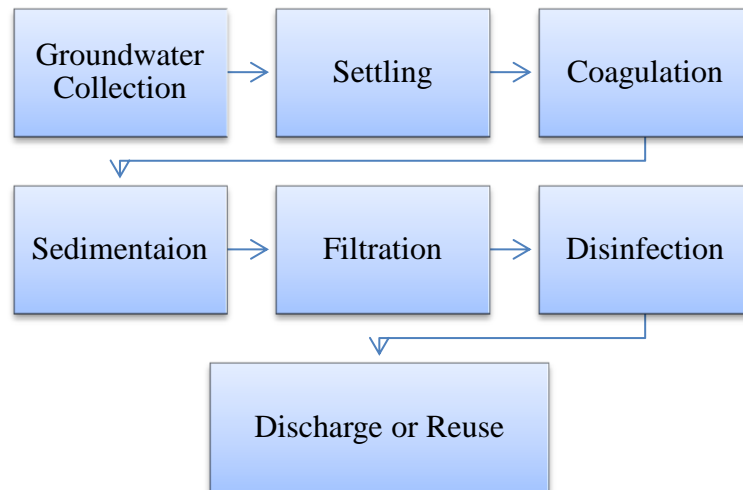 Groundwater
Collection
Settling
Coagulation
Sedimentaion
Filtration
Disinfection
Discharge or Reuse